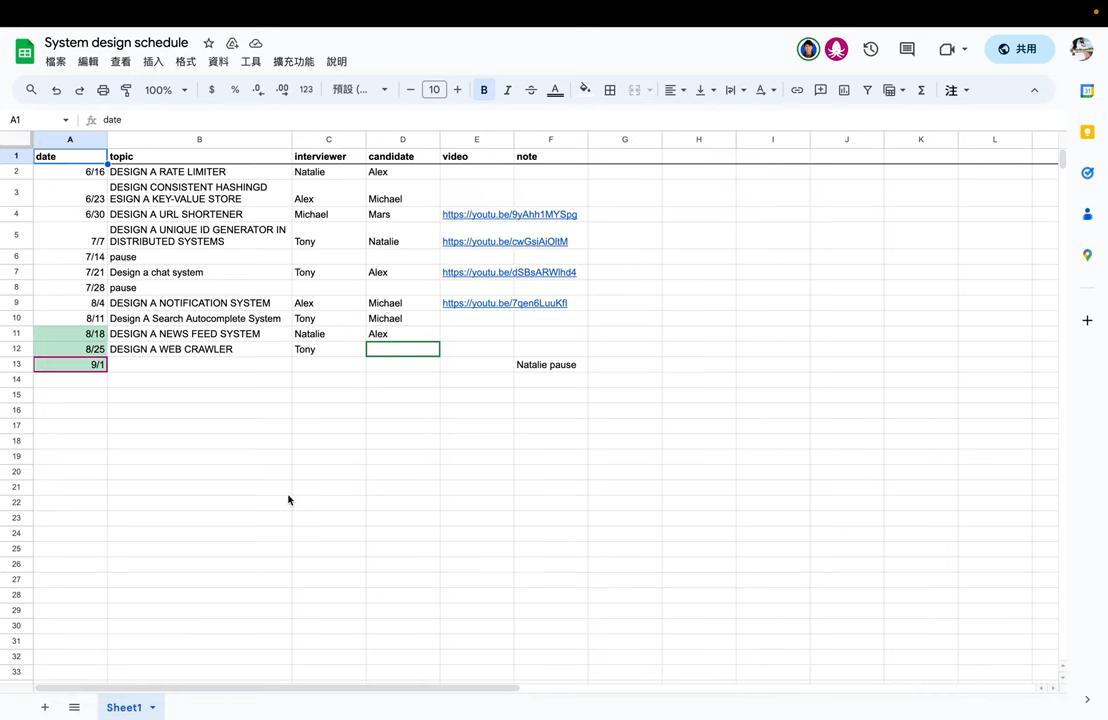 System design schedule
共用
檔案 編輯 查看 插入 格式 資料 工具 擴充功能 說明
100% $ % .0 .00 123 預設 (... 10 B I A 注
A1 fx date
A B C D E F G H I J K L
1 date topic interviewer candidate video note
2 6/16 DESIGN A RATE LIMITER Natalie Alex
DESIGN CONSISTENT HASHINGD
3 6/23 ESIGN A KEY-VALUE STORE Alex Michael
4 6/30 DESIGN A URL SHORTENER Michael Mars https://youtu.be/9yAhh1MYSpg
DESIGN A UNIQUE ID GENERATOR IN
5 7/7 DISTRIBUTED SYSTEMS Tony Natalie https://youtu.be/cwGsiAiOltM
6 7/14 pause
7 7/21 Design a chat system Tony Alex https://youtu.be/dSBsARWlhd4
8 7/28 pause
9 8/4 DESIGN A NOTIFICATION SYSTEM Alex Michael https://youtu.be/7qen6LuuKfI
10 8/11 Design A Search Autocomplete System Tony Michael
11 8/18 DESIGN A NEWS FEED SYSTEM Natalie Alex
12 8/25 DESIGN A WEB CRAWLER Tony
13 9/1 Natalie pause
14
15
16
17
18
19
20
21
22
23
24
25
26
27
28
29
30
31
32
33
Sheet1